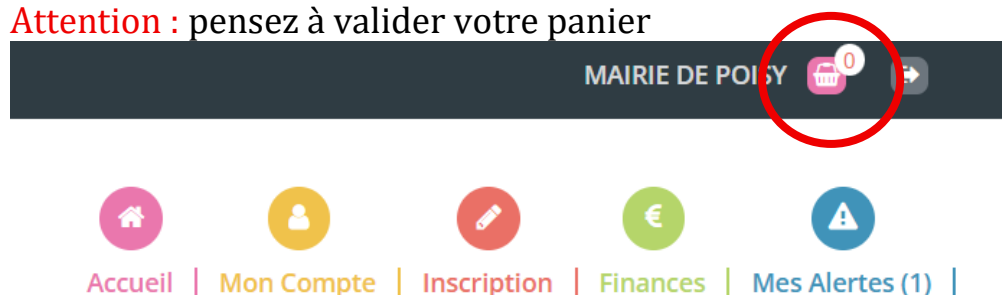 Attention : pensez à valider votre panier
MAIRIE DE POISY 0
€
Accueil | Mon Compte | Inscription | Finances | Mes Alertes (1) |